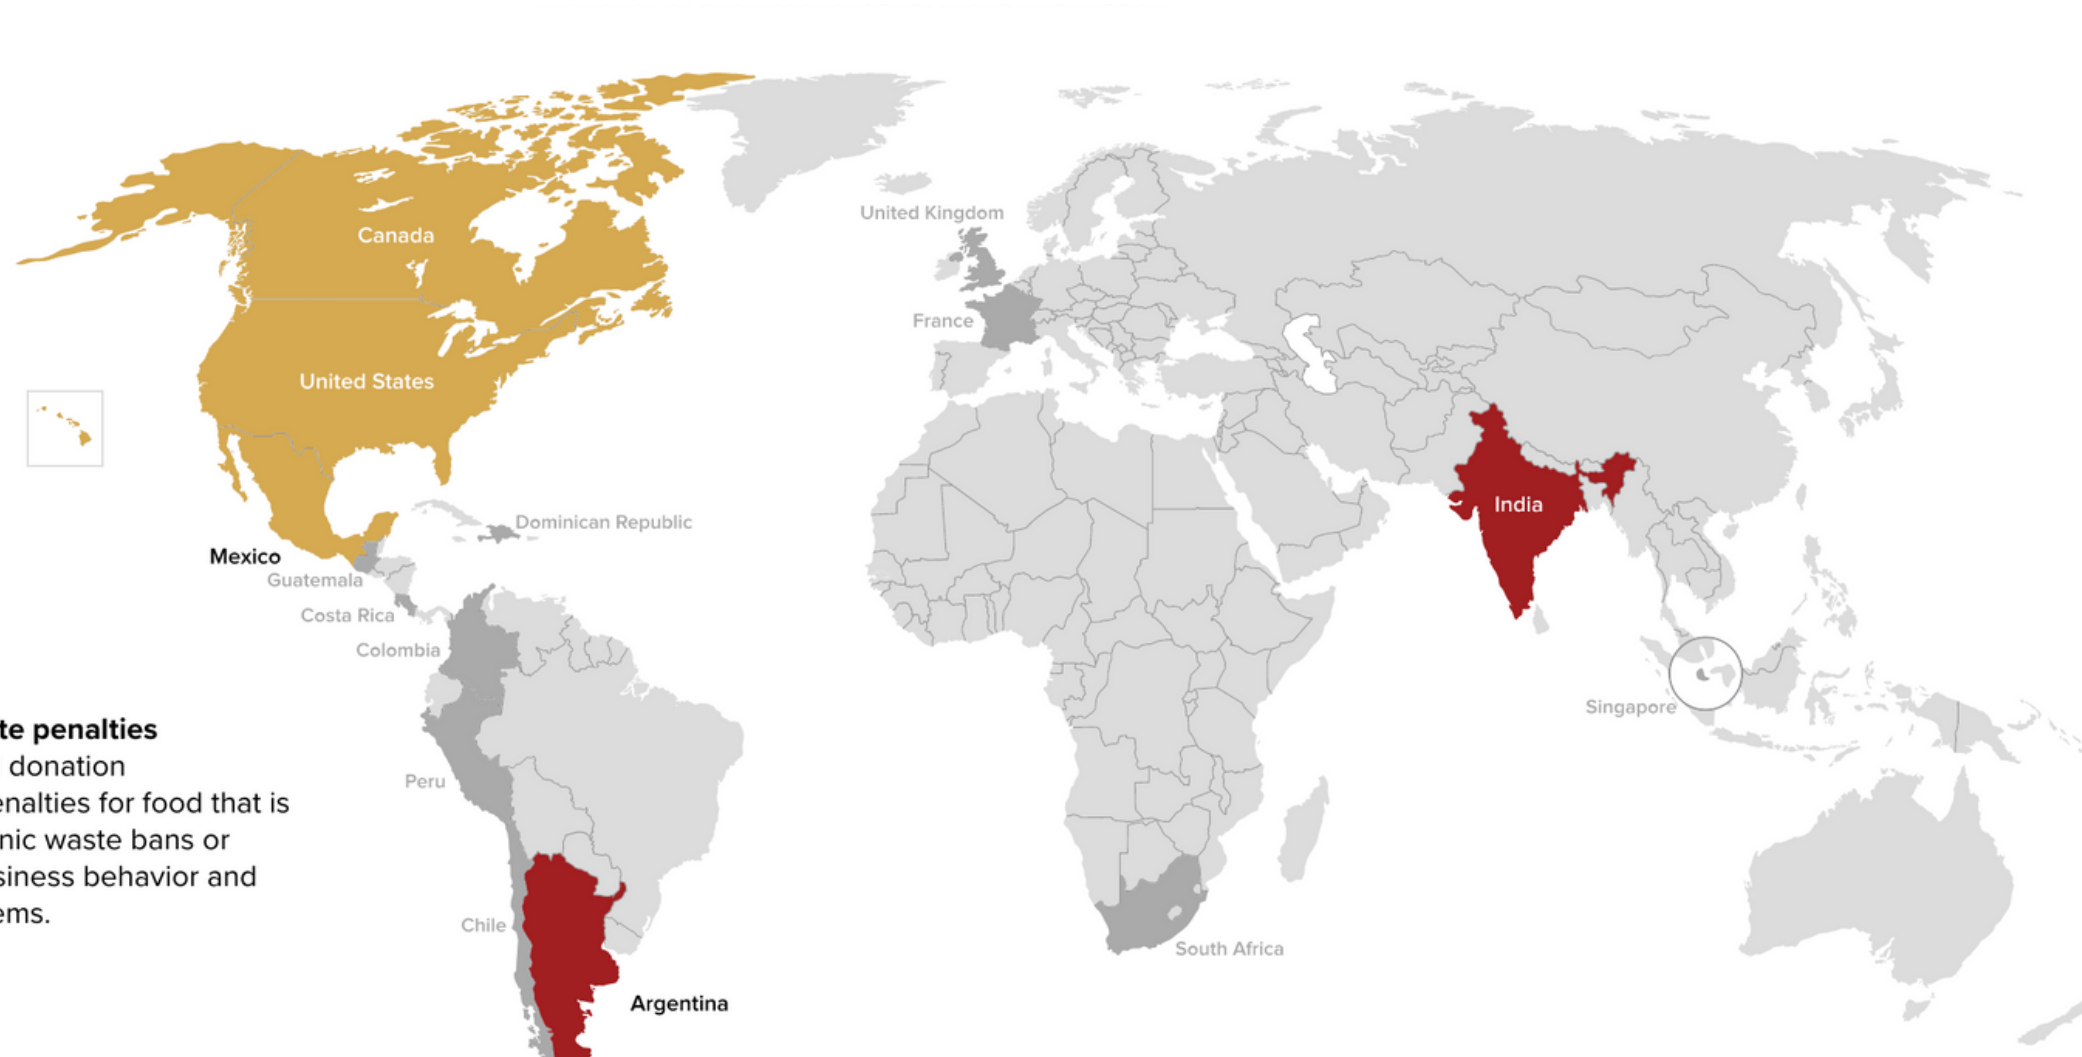 United Kingdom
Canada
France
United States
India
Dominican Republic
Mexico
Guatemala
Costa Rica
Colombia
Singapore
Peru
te penalties
donation
enalties for food that is
nic waste bans or
siness behavior and
ems.
Chile
South Africa
Argentina